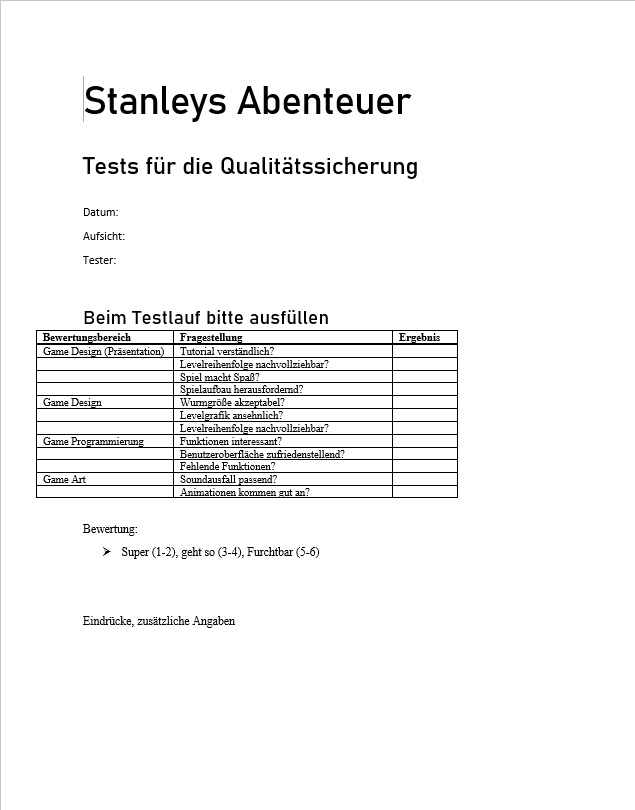 Stanleys Abenteuer
Tests für die Qualitätssicherung
Datum:
Aufsicht:
Tester:
Beim Testlauf bitte ausfüllen
Bewertungsbereich Fragestellung Ergebnis
Game Design (Präsentation) Tutorial verständlich?
Levelreihenfolge nachvollziehbar?
Spiel macht Spaß?
Spielaufbau herausfordernd?
Game Design Wurmgröße akzeptabel?
Levelgrafik ansehnlich?
Levelreihenfolge nachvollziehbar?
Game Programmierung Funktionen interessant?
Benutzeroberfläche zufriedenstellend?
Fehlende Funktionen?
Game Art Soundausfall passend?
Animationen kommen gut an?
Bewertung:
➢ Super (1-2), geht so (3-4), Furchtbar (5-6)
Eindrücke, zusätzliche Angaben